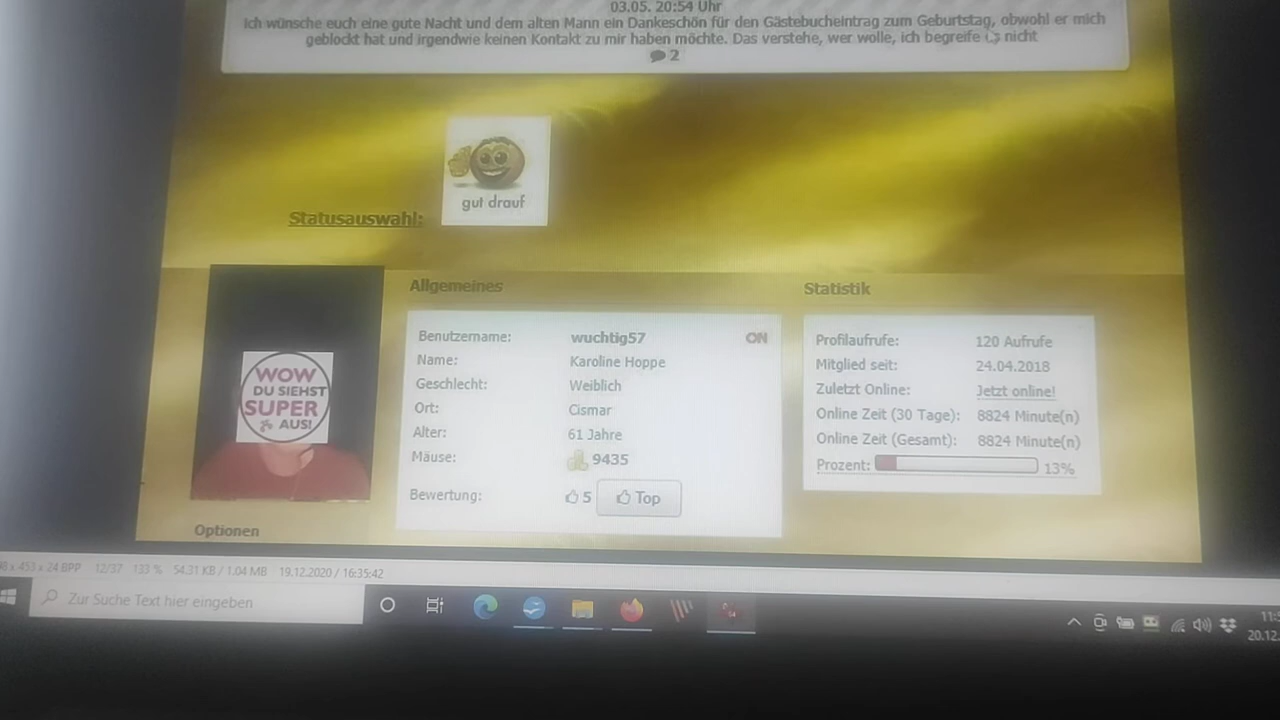 03.05. 20:54 Uhr
Ich wünsche euch eine gute Nacht und dem alten Mann ein Dankeschön für den Gästebucheintrag zum Geburtstag, obwohl er mich
geblockt hat und irgendwie keinen Kontakt zu mir haben möchte. Das verstehe, wer wolle, ich begreife es nicht
2
gut drauf
Statusauswahl:
Allgemeines
Benutzername: wuchtig57 ON
Name: Karoline Hoppe
Geschlecht: Weiblich
Ort: Cismar
Alter: 61 Jahre
Mäuse: 9435
Bewertung: 5 Top
Statistik
Profilaufrufe: 120 Aufrufe
Mitglied seit: 24.04.2018
Zuletzt Online: Jetzt online!
Online Zeit (30 Tage): 8824 Minute(n)
Online Zeit (Gesamt): 8824 Minute(n)
Prozent: 13%
WOW
DU SIEHST
SUPER
AUS!
Optionen
x 453 x 24 BPP 12/37 133 % 54.31 KB / 1.04 MB 19.12.2020 / 16:35:42
Zur Suche Text hier eingeben
20.12.